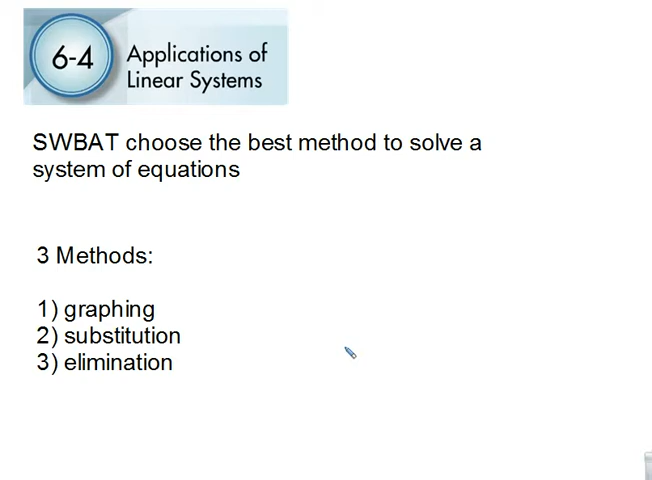 6-4
Applications of
Linear Systems
SWBAT choose the best method to solve a
system of equations
3 Methods:
1) graphing
2) substitution
3) elimination